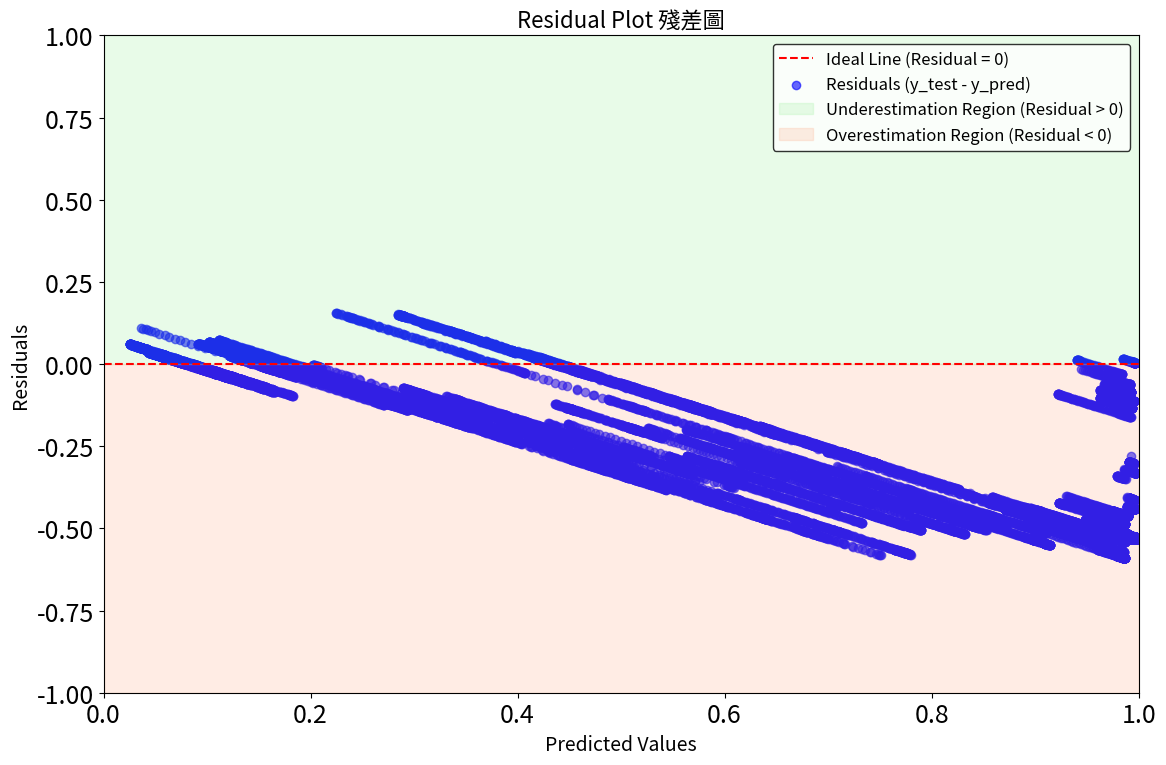 Residual Plot 殘差圖
Ideal Line (Residual = 0)
Residuals (y_test - y_pred)
Underestimation Region (Residual > 0)
Overestimation Region (Residual < 0)
Residuals
1.00
0.75
0.50
0.25
0.00
-0.25
-0.50
-0.75
-1.00
0.0
0.2
0.4
0.6
0.8
1.0
Predicted Values